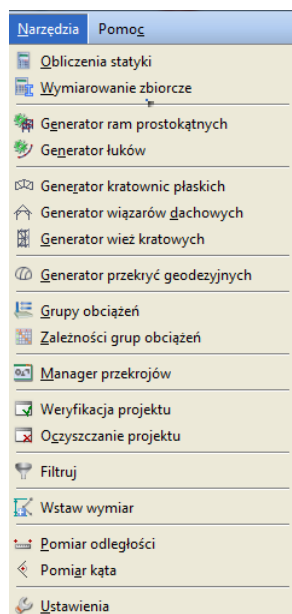 Narzędzia Pomoc
Obliczenia statyki
Wymiarowanie zbiorcze
Generator ram prostokątnych
Generator łuków
Generator kratownic płaskich
Generator wiązarów dachowych
Generator wież kratowych
Generator przekryć geodezyjnych
Grupy obciążeń
Zależności grup obciążeń
Manager przekrojów
Weryfikacja projektu
Oczyszczanie projektu
Filtruj
Wstaw wymiar
Pomiar odległości
Pomiar kąta
Ustawienia